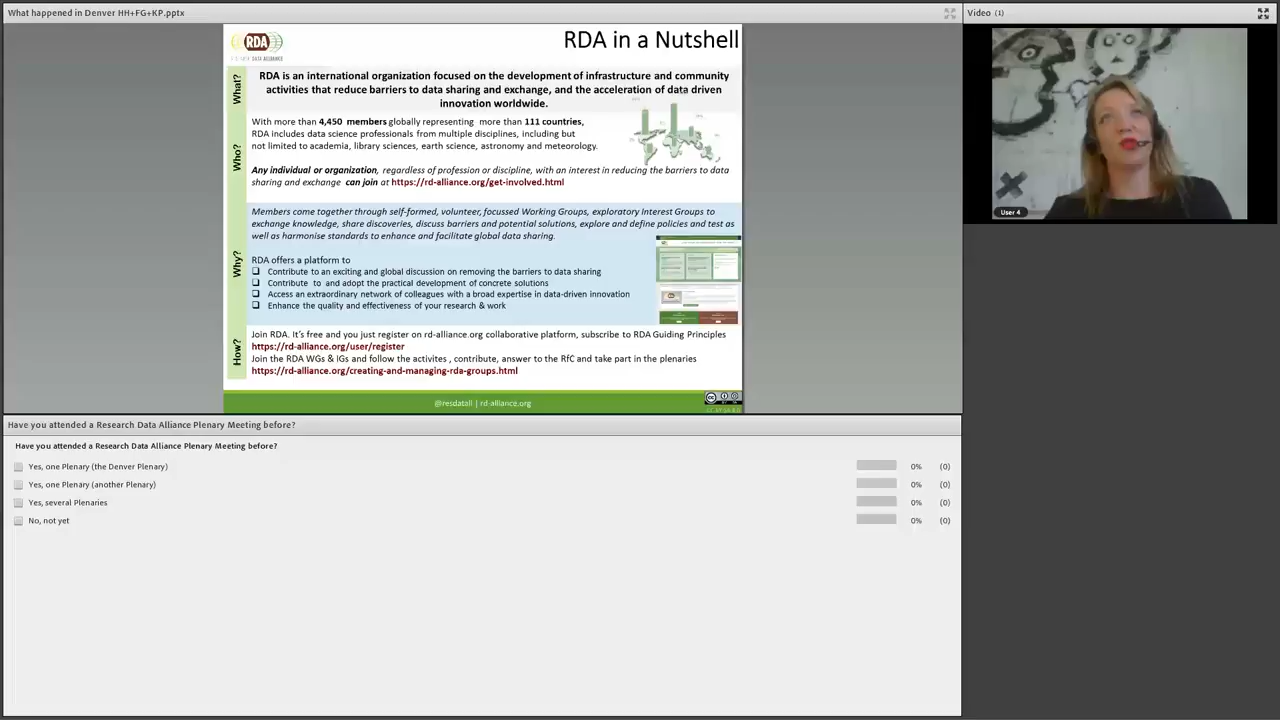 What happened in Denver HH+FG+KP.pptx
Video (1)
RDA
RDA in a Nutshell
What?
RDA is an international organization focused on the development of infrastructure and community
activities that reduce barriers to data sharing and exchange, and the acceleration of data driven
innovation worldwide.
Who?
With more than 4,450 members globally representing more than 111 countries,
RDA includes data science professionals from multiple disciplines, including but
not limited to academia, library sciences, earth science, astronomy and meteorology.
Any individual or organization, regardless of profession or discipline, with an interest in reducing the barriers to data
sharing and exchange can join at https://rd-alliance.org/get-involved.html
User 4
Why?
Members come together through self-formed, volunteer, focussed Working Groups, exploratory Interest Groups to
exchange knowledge, share discoveries, discuss barriers and potential solutions, explore and define policies and test as
well as harmonise standards to enhance and facilitate global data sharing.
RDA offers a platform to
Contribute to an exciting and global discussion on removing the barriers to data sharing
Contribute to and adopt the practical development of concrete solutions
Access an extraordinary network of colleagues with a broad expertise in data-driven innovation
Enhance the quality and effectiveness of your research & work
How?
Join RDA. It's free and you just register on rd-alliance.org collaborative platform, subscribe to RDA Guiding Principles
https://rd-alliance.org/user/register
Join the RDA WGs & IGs and follow the activites , contribute, answer to the RfC and take part in the plenaries
https://rd-alliance.org/creating-and-managing-rda-groups.html
@resdatall | rd-alliance.org
Have you attended a Research Data Alliance Plenary Meeting before?
Have you attended a Research Data Alliance Plenary Meeting before?
Yes, one Plenary (the Denver Plenary) 0% (0)
Yes, one Plenary (another Plenary) 0% (0)
Yes, several Plenaries 0% (0)
No, not yet 0% (0)